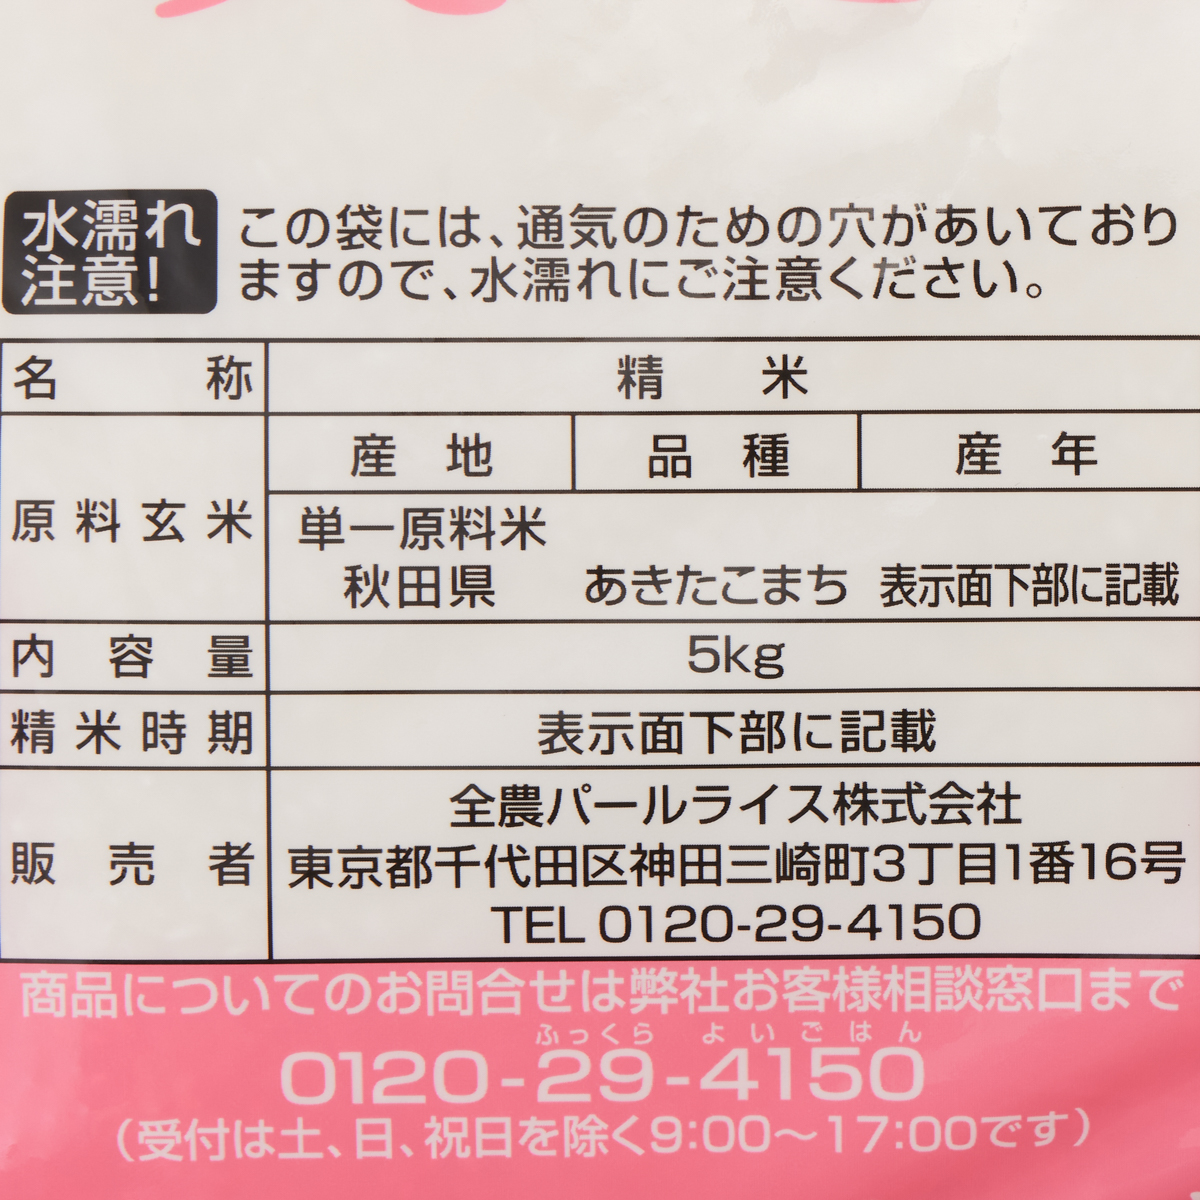 水濡れ
注意!
この袋には、通気のための穴があいており
ますので、水濡れにご注意ください。
名称 精米
産地 品種 産年
原料玄米
単一原料米
秋田県 あきたこまち 表示面下部に記載
内容量 5kg
精米時期 表示面下部に記載
全農パールライス株式会社
販売者 東京都千代田区神田三崎町3丁目1番16号
TEL 0120-29-4150
商品についてのお問合せは弊社お客様相談窓口まで
ふっくら よいごはん
0120-29-4150
(受付は土、日、祝日を除く9:00〜17:00です)